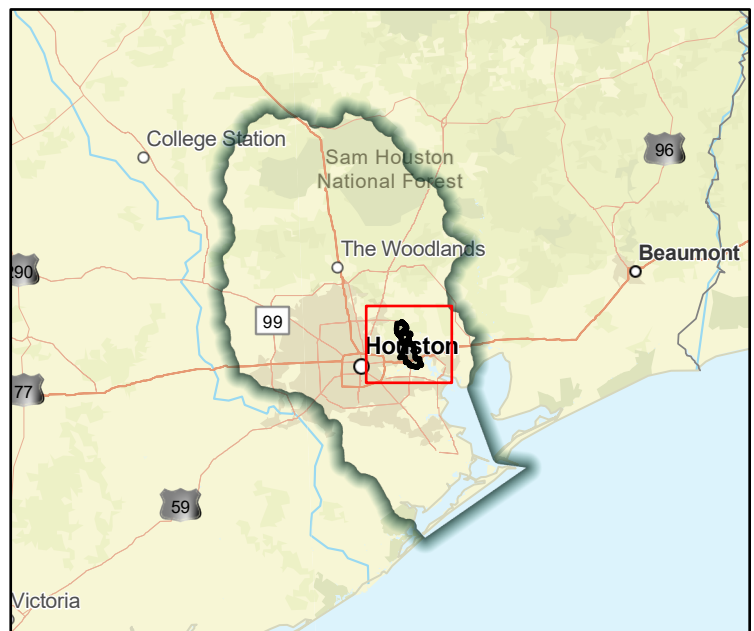 College Station
Sam Houston
National Forest
96
The Woodlands
Beaumont
290
99
Houston
77
59
Victoria